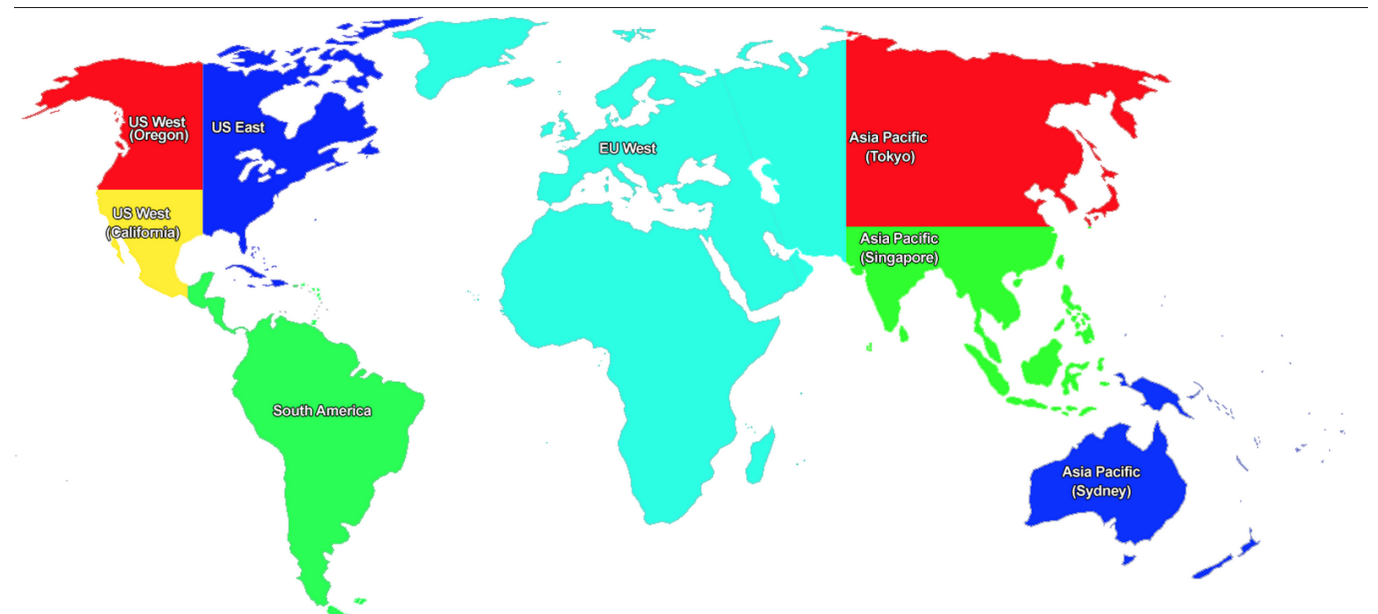 US West
(Oregon)
US East
US West
(California)
South America
EU West
Asia Pacific
(Tokyo)
Asia Pacific
(Singapore)
Asia Pacific
(Sydney)